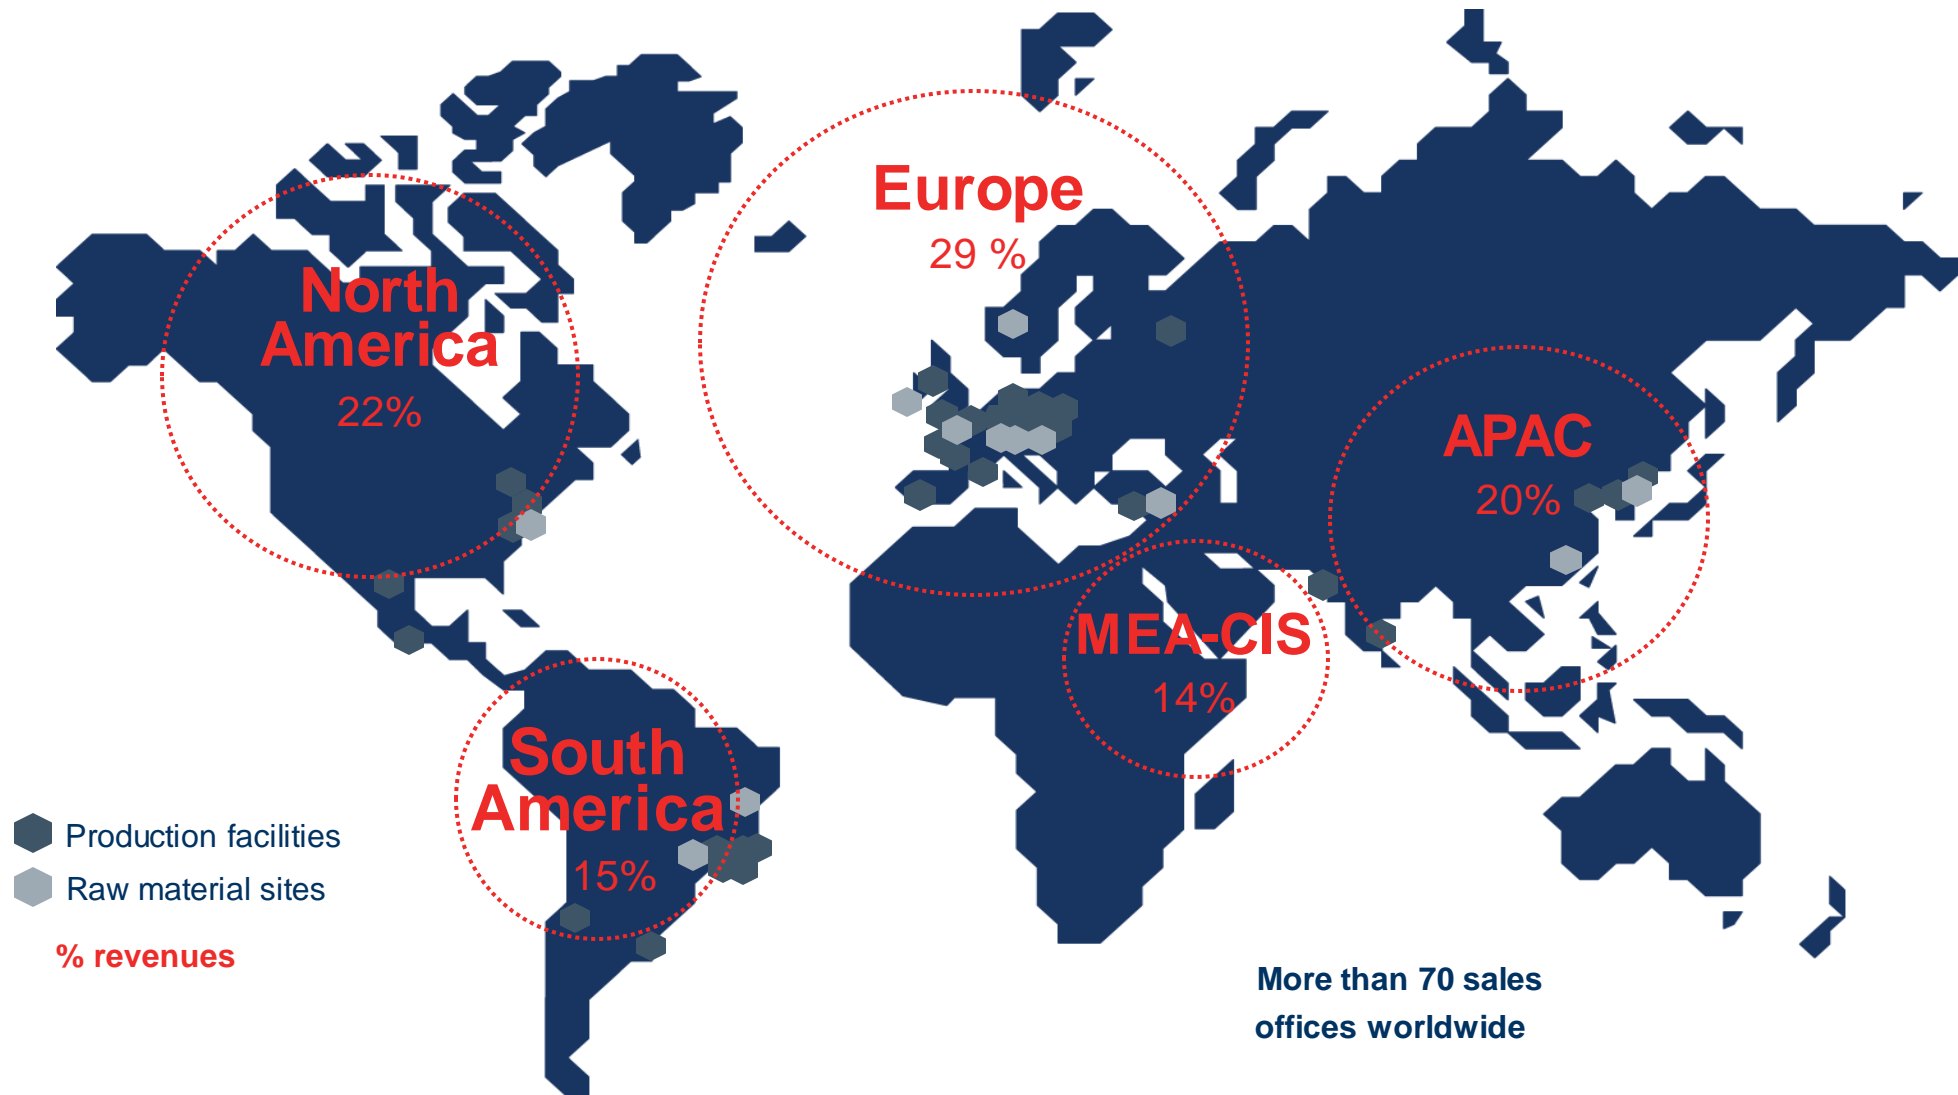 Europe
29 %
North
America
22%
APAC
20%
MEA-CIS
14%
South
America
15%
Production facilities
Raw material sites
% revenues
More than 70 sales
offices worldwide